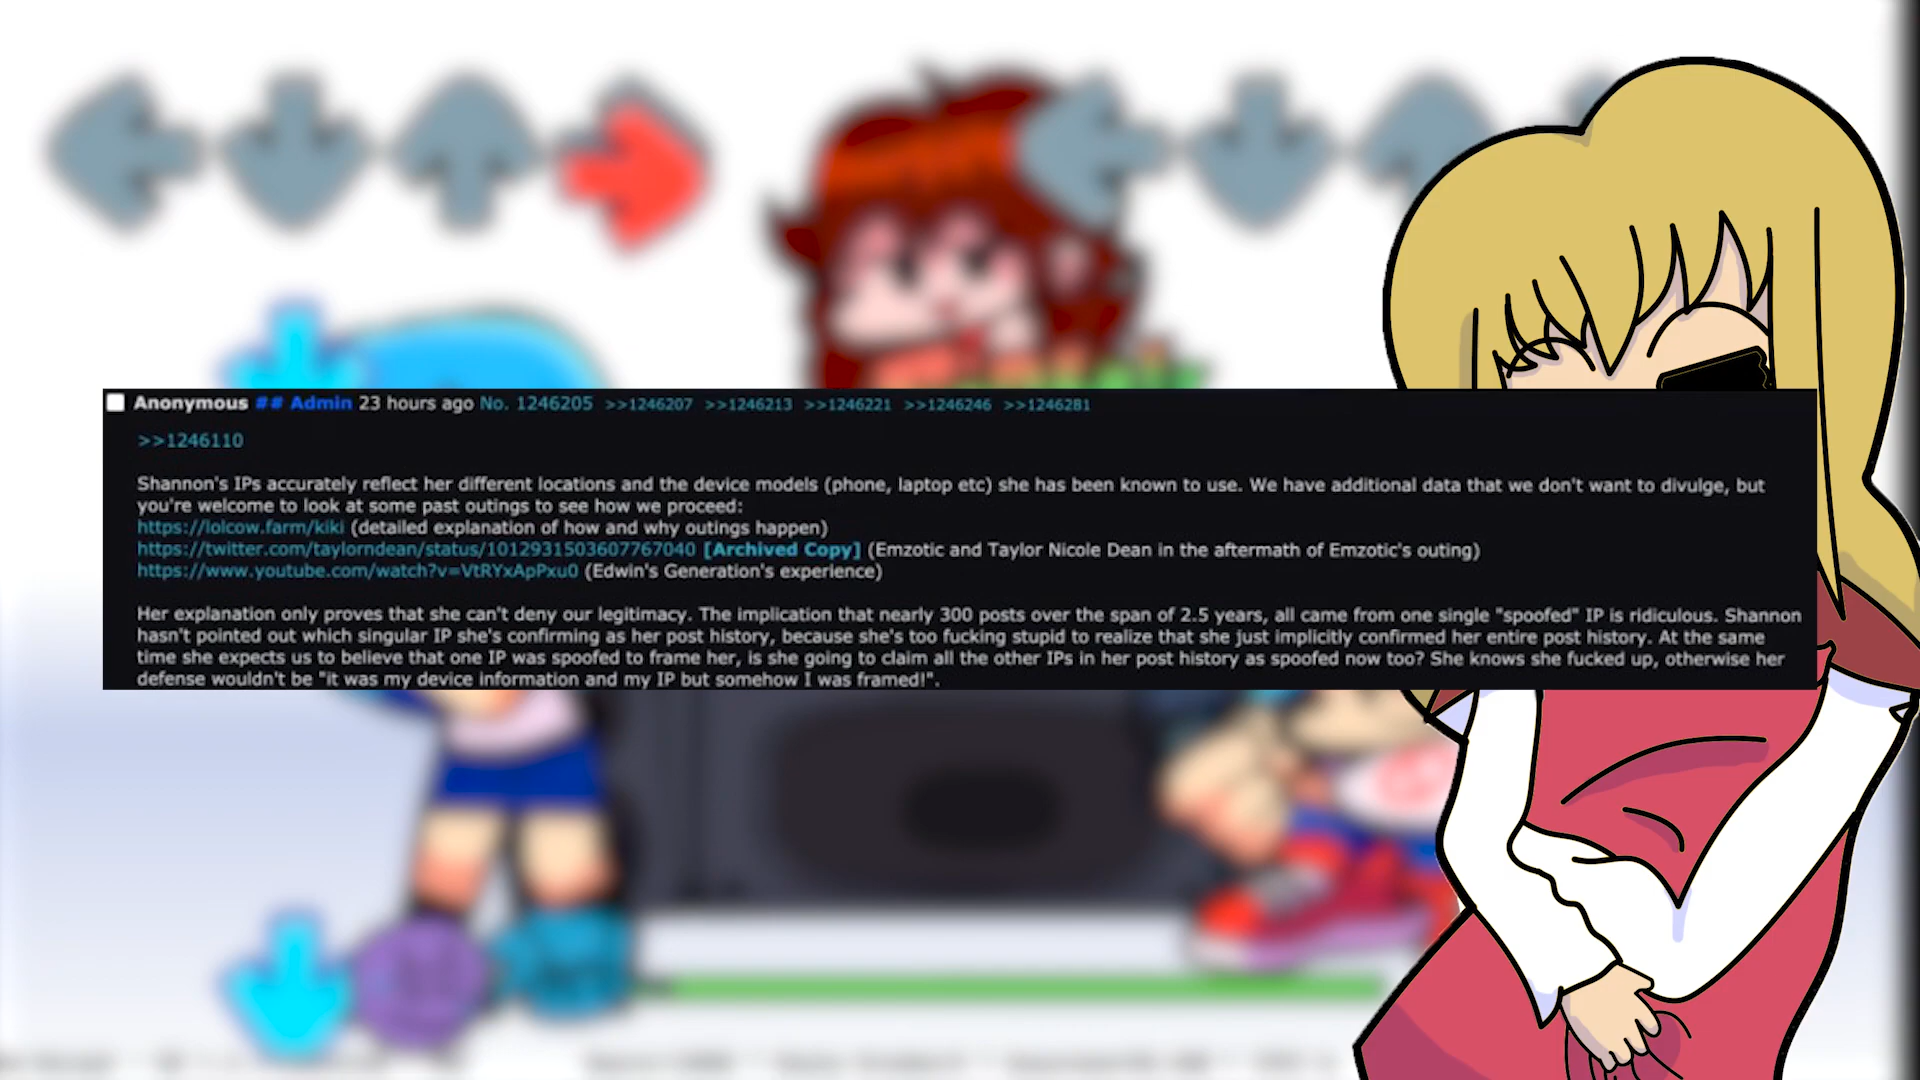 Anonymous ## Admin 23 hours ago No. 1246205 >>1246207 >>1246213 >>1246221 >>1246246 >>1246281
>>1246110
Shannon's IPs accurately reflect her different locations and the device models (phone, laptop etc) she has been known to use. We have additional data that we don't want to divulge, but
you're welcome to look at some past outings to see how we proceed:
https://lolcow.farm/kiki (detailed explanation of how and why outings happen)
https://twitter.com/taylorndean/status/1012931503607767040 [Archived Copy] (Emzotic and Taylor Nicole Dean in the aftermath of Emzotic's outing)
https://www.youtube.com/watch?v=VtRYxApPxu0 (Edwin's Generation's experience)
Her explanation only proves that she can't deny our legitimacy. The implication that nearly 300 posts over the span of 2.5 years, all came from one single "spoofed" IP is ridiculous. Shannon
hasn't pointed out which singular IP she's confirming as her post history, because she's too fucking stupid to realize that she just implicitly confirmed her entire post history. At the same
time she expects us to believe that one IP was spoofed to frame her, is she going to claim all the other IPs in her post history as spoofed now too? She knows she fucked up, otherwise her
defense wouldn't be "it was my device information and my IP but somehow I was framed!".